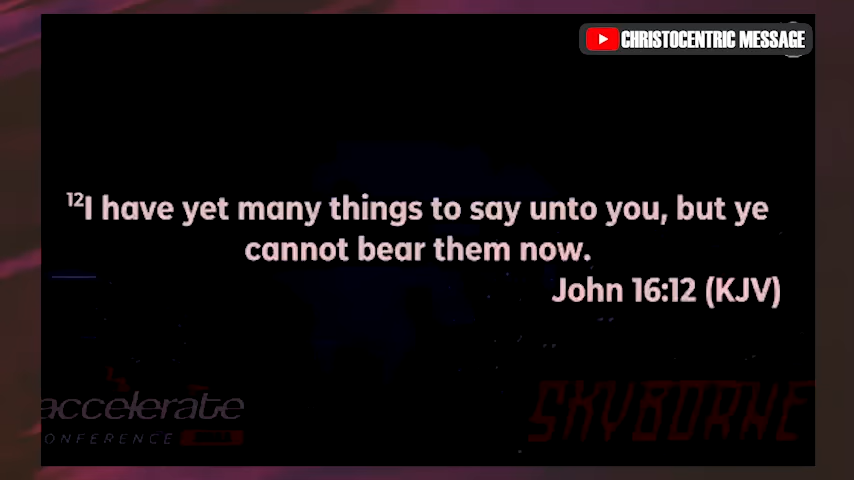 CHRISTOCENTRIC MESSAGE
12I have yet many things to say unto you, but ye
cannot bear them now.
John 16:12 (KJV)
accelerate
CONFERENCE
SKYBORNE